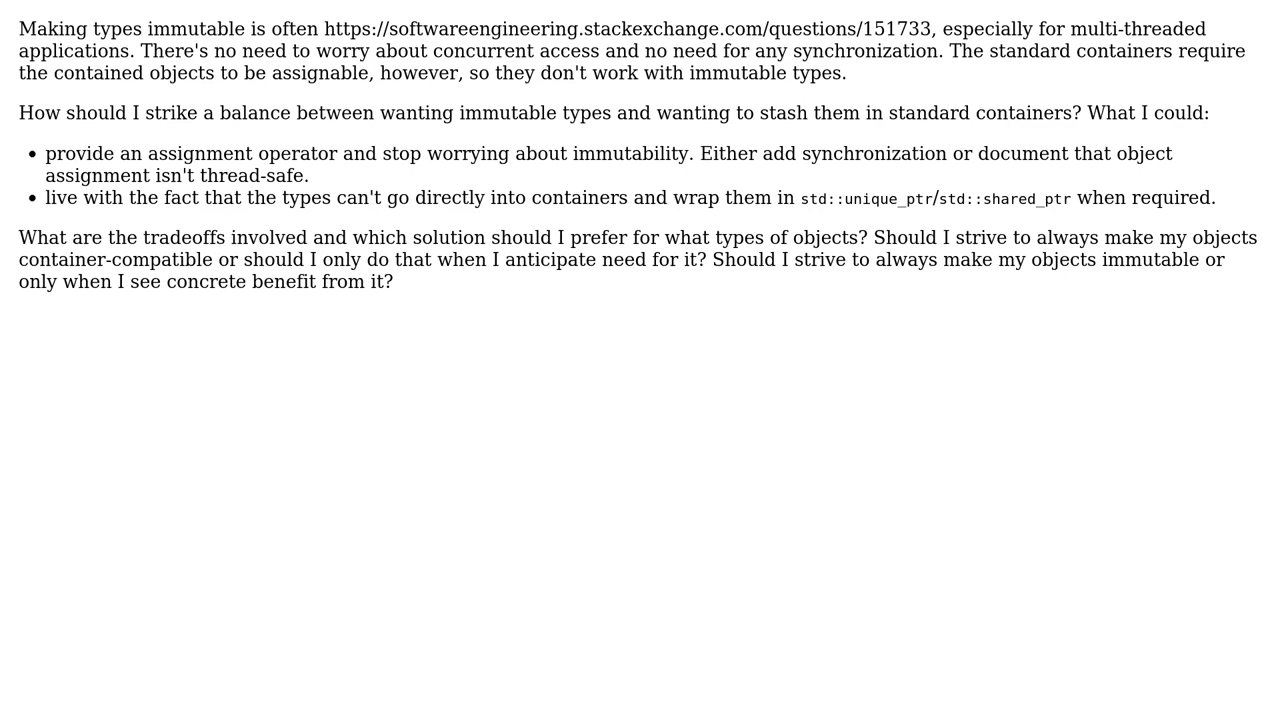 Making types immutable is often https://softwareengineering.stackexchange.com/questions/151733, especially for multi-threaded
applications. There's no need to worry about concurrent access and no need for any synchronization. The standard containers require
the contained objects to be assignable, however, so they don't work with immutable types.
How should I strike a balance between wanting immutable types and wanting to stash them in standard containers? What I could:
• provide an assignment operator and stop worrying about immutability. Either add synchronization or document that object
assignment isn't thread-safe.
• live with the fact that the types can't go directly into containers and wrap them in std::unique_ptr/std::shared_ptr when required.
What are the tradeoffs involved and which solution should I prefer for what types of objects? Should I strive to always make my objects
container-compatible or should I only do that when I anticipate need for it? Should I strive to always make my objects immutable or
only when I see concrete benefit from it?